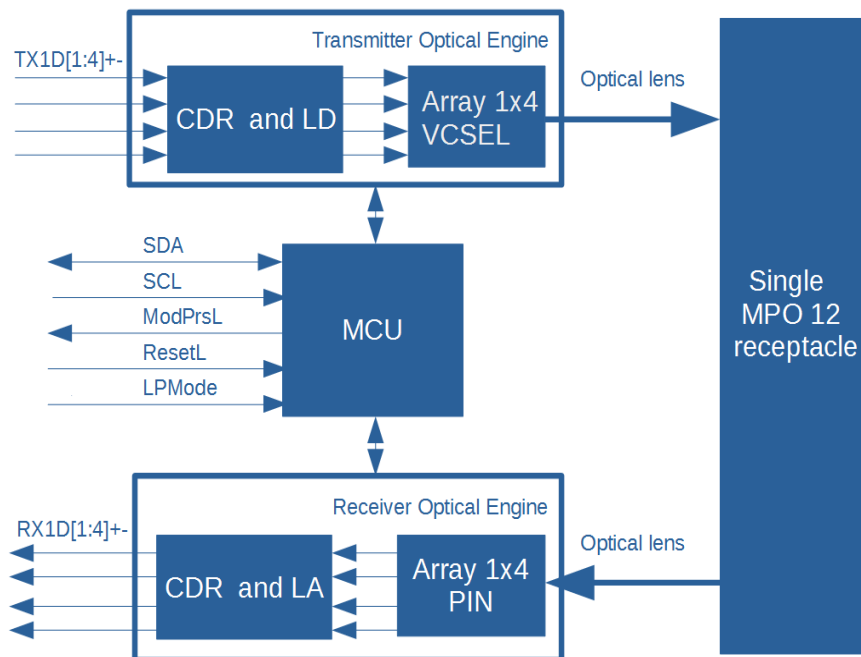 Transmitter Optical Engine
TX1D[1:4]+-
CDR and LD
Array 1x4
VCSEL
Optical lens
SDA
SCL
ModPrsL
ResetL
LPMode
MCU
Single
MPO 12
receptacle
Receiver Optical Engine
RX1D[1:4]+-
CDR and LA
Array 1x4
PIN
Optical lens